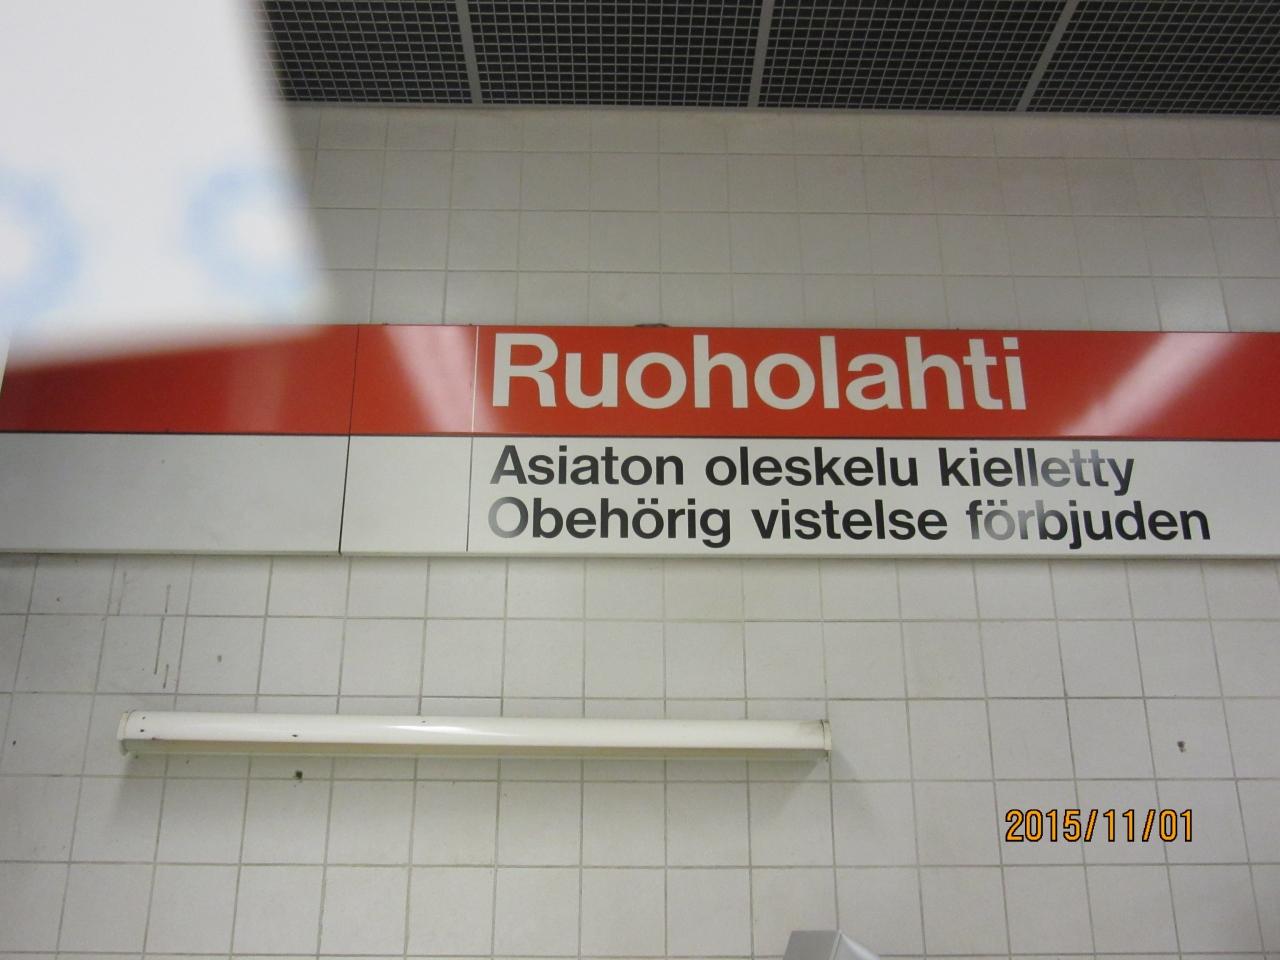 Ruoholahti
Asiaton oleskelu kielletty
Obehörig vistelse förbjuden
2015/11/01